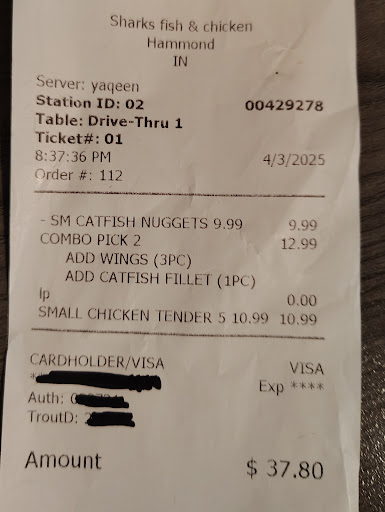 Sharks fish & chicken
Hammond
IN
Server: yaqeen
Station ID: 02 00429278
Table: Drive-Thru 1
Ticket#: 01
8:37:36 PM 4/3/2025
Order #: 112
- SM CATFISH NUGGETS 9.99 9.99
COMBO PICK 2 12.99
ADD WINGS (3PC)
ADD CATFISH FILLET (1PC)
lp 0.00
SMALL CHICKEN TENDER 5 10.99 10.99
CARDHOLDER/VISA VISA
Exp ****
Auth:
TroutD:
Amount $ 37.80